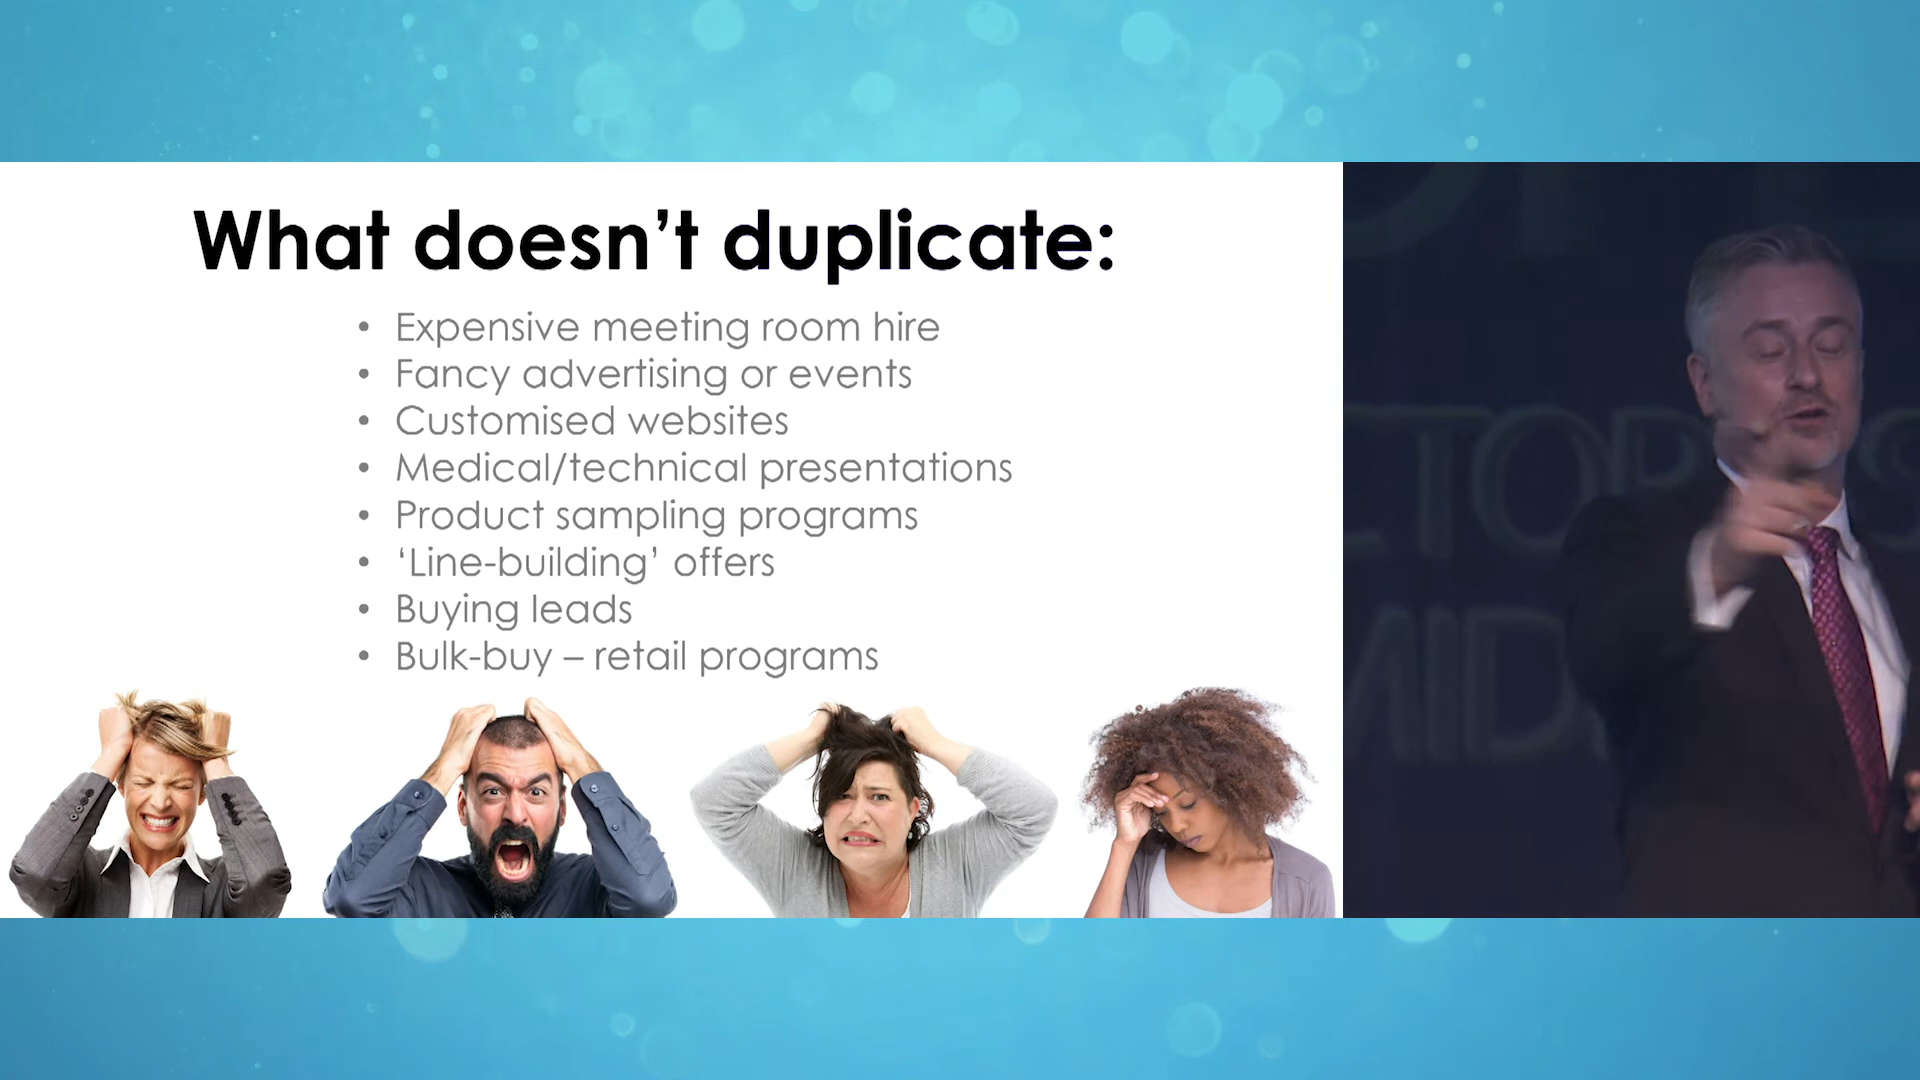 What doesn’t duplicate:
• Expensive meeting room hire
• Fancy advertising or events
• Customised websites
• Medical/technical presentations
• Product sampling programs
• ‘Line-building’ offers
• Buying leads
• Bulk-buy – retail programs